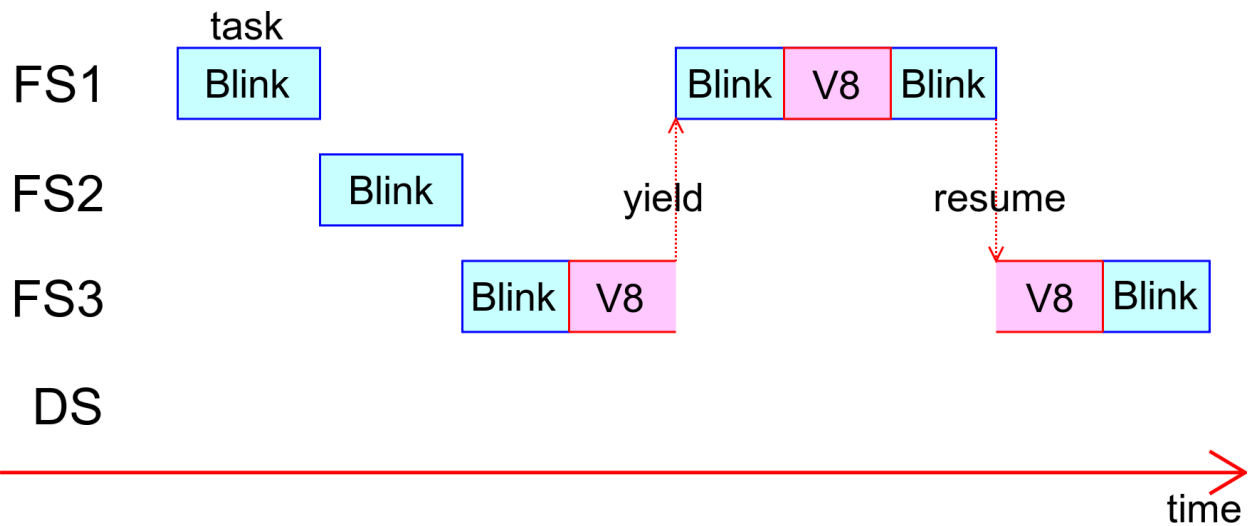 task
FS1 Blink Blink V8 Blink
FS2 Blink yield resume
FS3 Blink V8 V8 Blink
DS
time